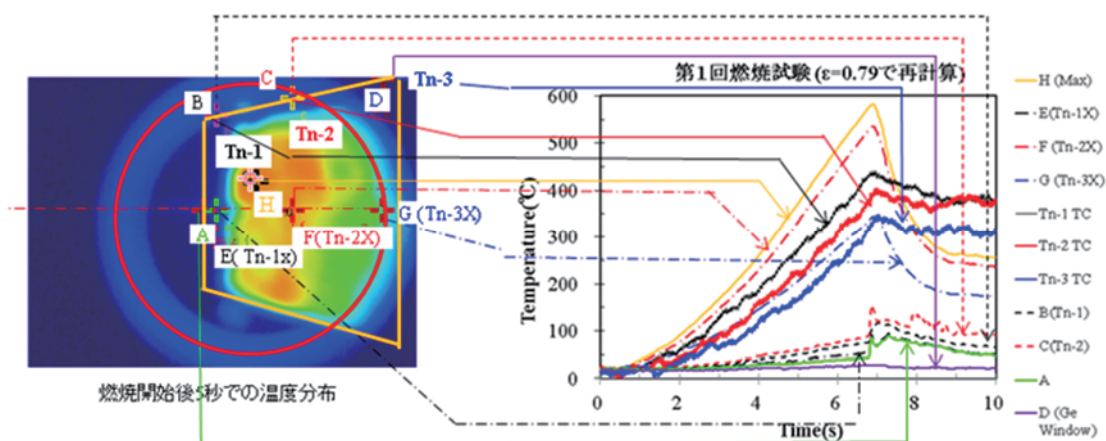 C
B
D
Tn-3
Tn-2
Tn-1
H
A
G (Tn-3X)
F(Tn-2X)
E( Tn-1x)
燃焼開始後5秒での温度分布
第1回燃焼試験 (ε=0.79で再計算)
Temperature(℃)
600
500
400
300
200
100
0
0
2
4
6
8
10
Time(s)
H (Max)
E(Tn-1X)
F (Tn-2X)
G (Tn-3X)
Tn-1 TC
Tn-2 TC
Tn-3 TC
B(Tn-1)
C(Tn-2)
A
D (Ge
Window)